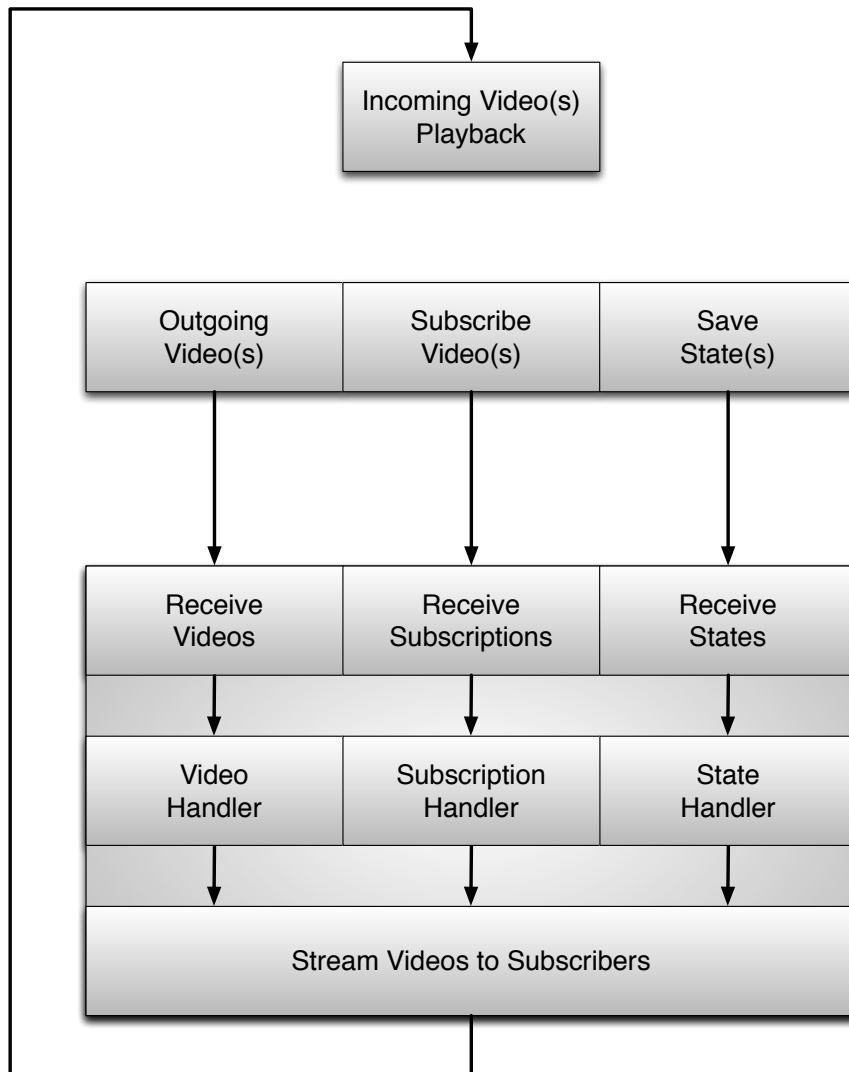 Incoming Video(s)
Playback
Outgoing
Video(s)
Subscribe
Video(s)
Save
State(s)
Receive
Videos
Receive
Subscriptions
Receive
States
Video
Handler
Subscription
Handler
State
Handler
Stream Videos to Subscribers